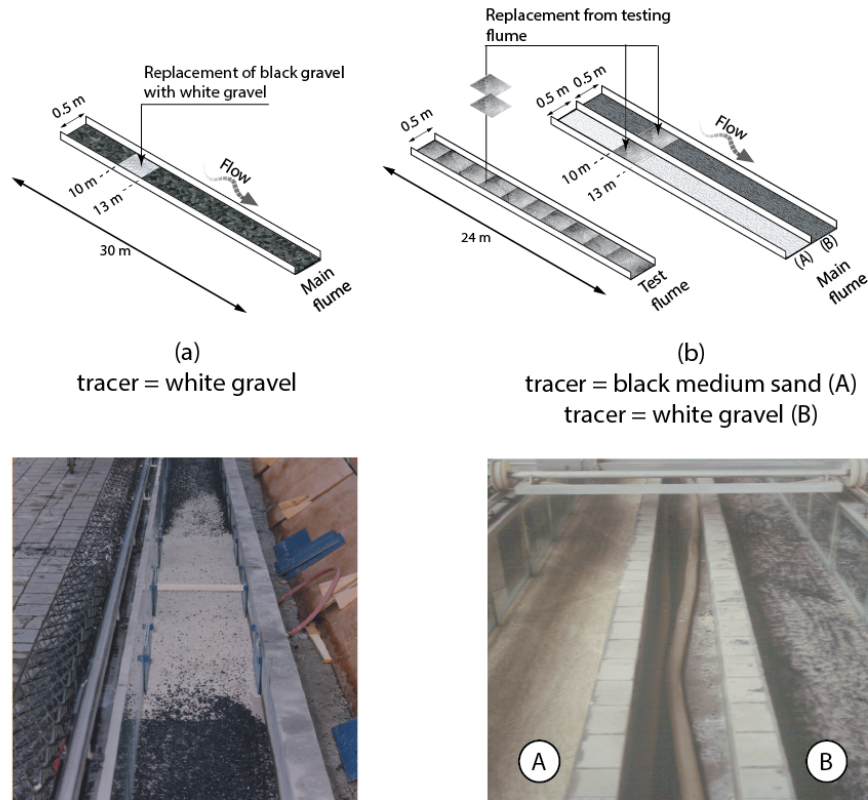 Replacement of black gravel
with white gravel
0.5 m
Flow
10 m
13 m
30 m
Main
flume
(a)
tracer = white gravel
Replacement from testing
flume
0.5 m
0.5 m
0.5 m
Flow
10 m
13 m
24 m
Test
flume
(A)
(B)
Main
flume
(b)
tracer = black medium sand (A)
tracer = white gravel (B)
A
B